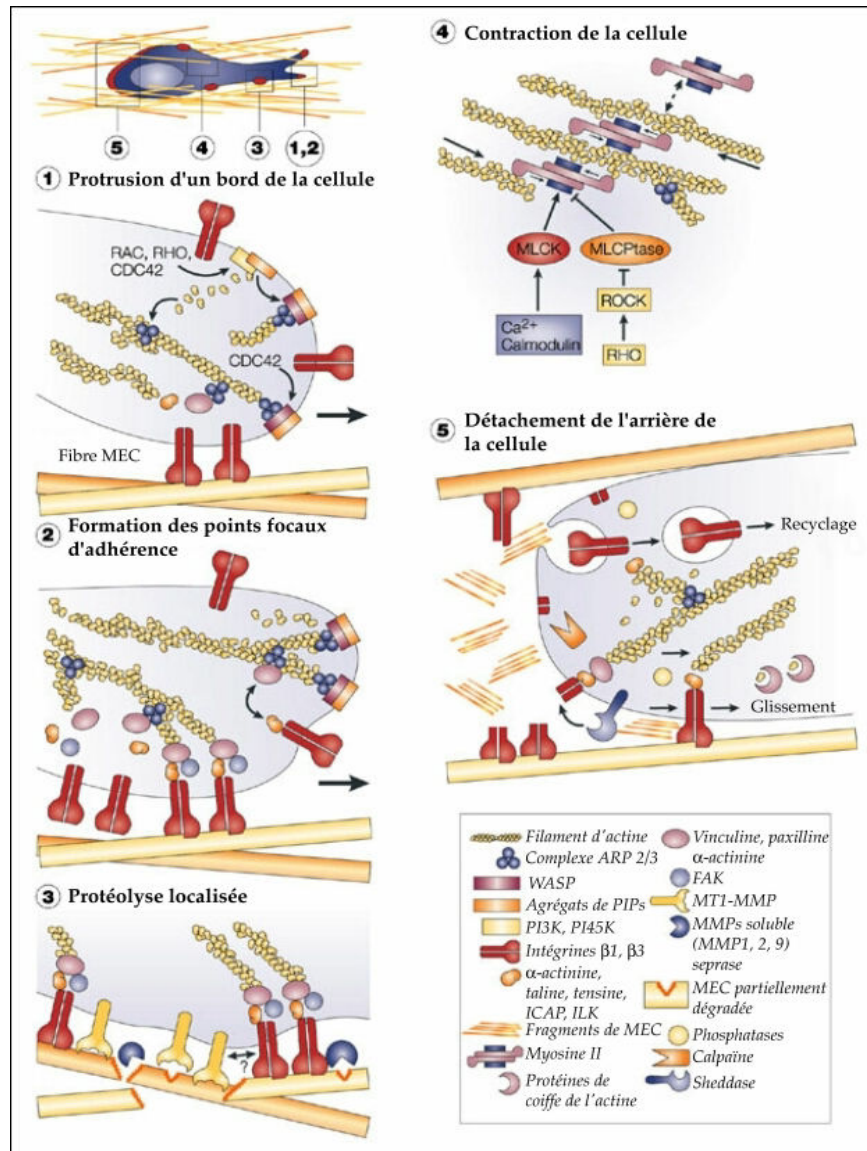 5
4
3
1,2
1 Protrusion d'un bord de la cellule
RAC, RHO,
CDC42
CDC42
Fibre MEC
2 Formation des points focaux
d'adhérence
3 Protéolyse localisée
?
4 Contraction de la cellule
MLCK
MLCPtase
ROCK
Ca2+
Calmodulin
RHO
5 Détachement de l'arrière de
la cellule
Recyclage
Glissement
Filament d'actine
Complexe ARP 2/3
WASP
Agrégats de PIPs
PI3K, PI45K
Intégrines β1, β3
α-actinine,
taline, tensine,
ICAP, ILK
Fragments de MEC
Myosine II
Protéines de
coiffe de l'actine
Vinculine, paxilline
α-actinine
FAK
MT1-MMP
MMPs soluble
(MMP1, 2, 9)
seprase
MEC partiellement
dégradée
Phosphatases
Calpaïne
Sheddase